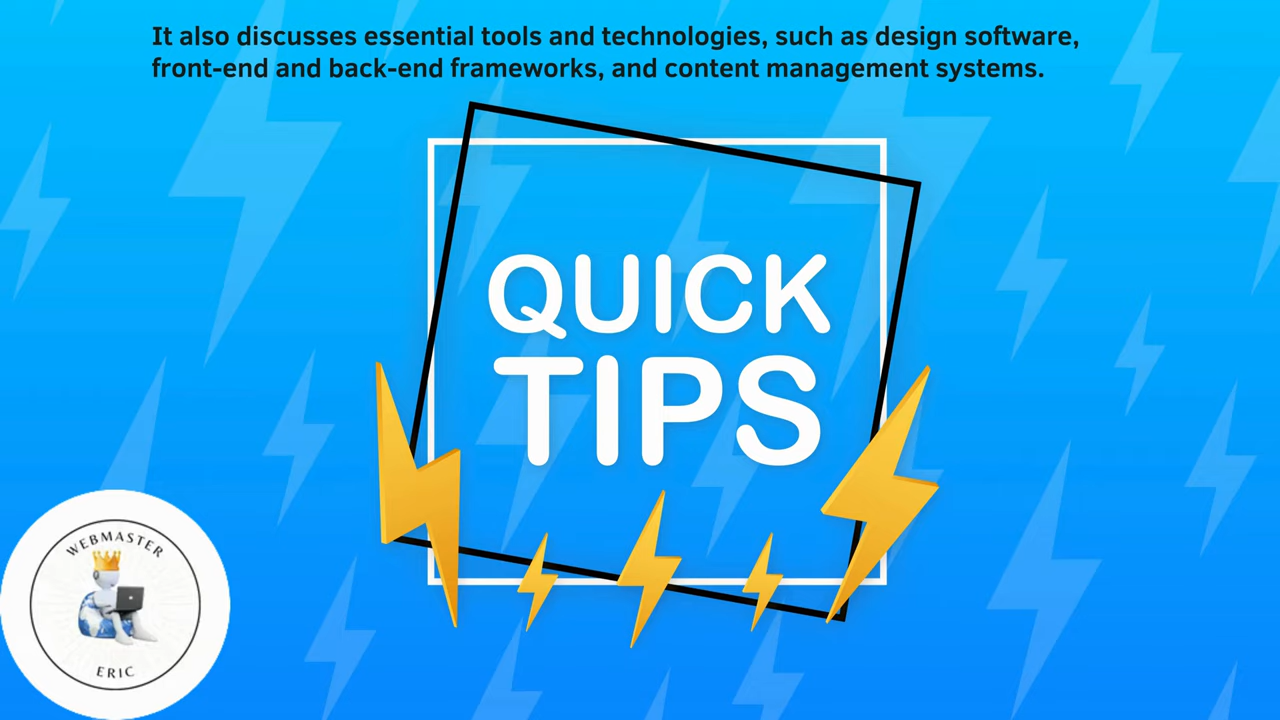 It also discusses essential tools and technologies, such as design software,
front-end and back-end frameworks, and content management systems.
QUICK
TIPS
WEBMASTER
ERIC